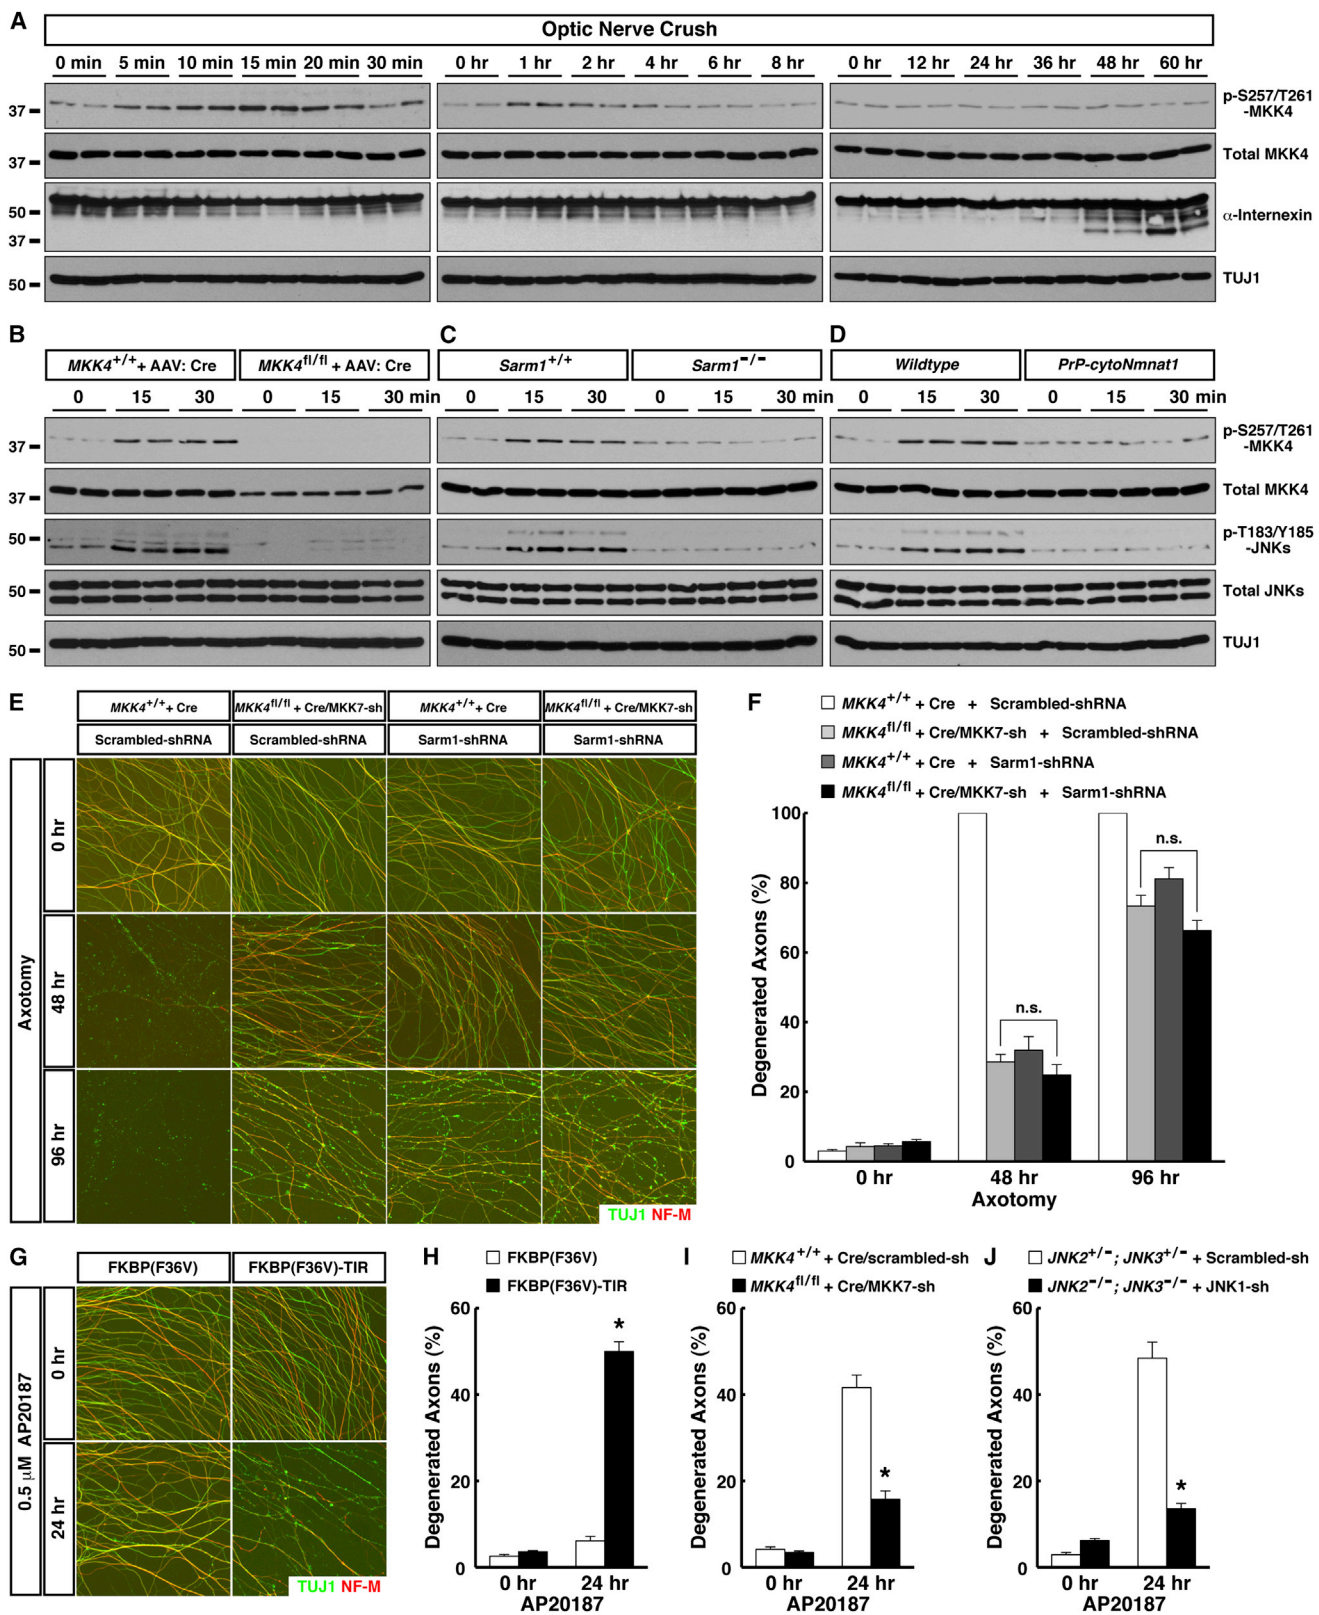 A
Optic Nerve Crush
0 min 5 min 10 min 15 min 20 min 30 min 0 hr 1 hr 2 hr 4 hr 6 hr 8 hr 0 hr 12 hr 24 hr 36 hr 48 hr 60 hr
37
p-S257/T261
-MKK4
37
Total MKK4
50
37
α-Internexin
50
TUJ1
B C D
MKK4+/+ + AAV: Cre MKK4fl/fl + AAV: Cre Sarm1+/+ Sarm1−/− Wildtype PrP-cytoNmnat1
0 15 30 0 15 30 min 0 15 30 0 15 30 min 0 15 30 0 15 30 min
37
p-S257/T261
-MKK4
37
Total MKK4
50
p-T183/Y185
-JNKs
50
Total JNKs
50
TUJ1
E
MKK4+/+ + Cre MKK4fl/fl + Cre/MKK7-sh MKK4+/+ + Cre MKK4fl/fl + Cre/MKK7-sh
Scrambled-shRNA Scrambled-shRNA Sarm1-shRNA Sarm1-shRNA
Axotomy
0 hr
48 hr
96 hr
TUJ1 NF-M
F
MKK4+/+ + Cre + Scrambled-shRNA
MKK4fl/fl + Cre/MKK7-sh + Scrambled-shRNA
MKK4+/+ + Cre + Sarm1-shRNA
MKK4fl/fl + Cre/MKK7-sh + Sarm1-shRNA
Degenerated Axons (%)
100
80
60
40
20
0
n.s.
n.s.
0 hr 48 hr 96 hr
Axotomy
G
FKBP(F36V) FKBP(F36V)-TIR
0.5 μM AP20187
0 hr
24 hr
TUJ1 NF-M
H
FKBP(F36V)
FKBP(F36V)-TIR
Degenerated Axons (%)
60
40
20
0
*
0 hr 24 hr
AP20187
I
MKK4+/+ + Cre/scrambled-sh
MKK4fl/fl + Cre/MKK7-sh
Degenerated Axons (%)
60
40
20
0
*
0 hr 24 hr
AP20187
J
JNK2+/−; JNK3+/− + Scrambled-sh
JNK2−/−; JNK3−/− + JNK1-sh
Degenerated Axons (%)
60
40
20
0
*
0 hr 24 hr
AP20187